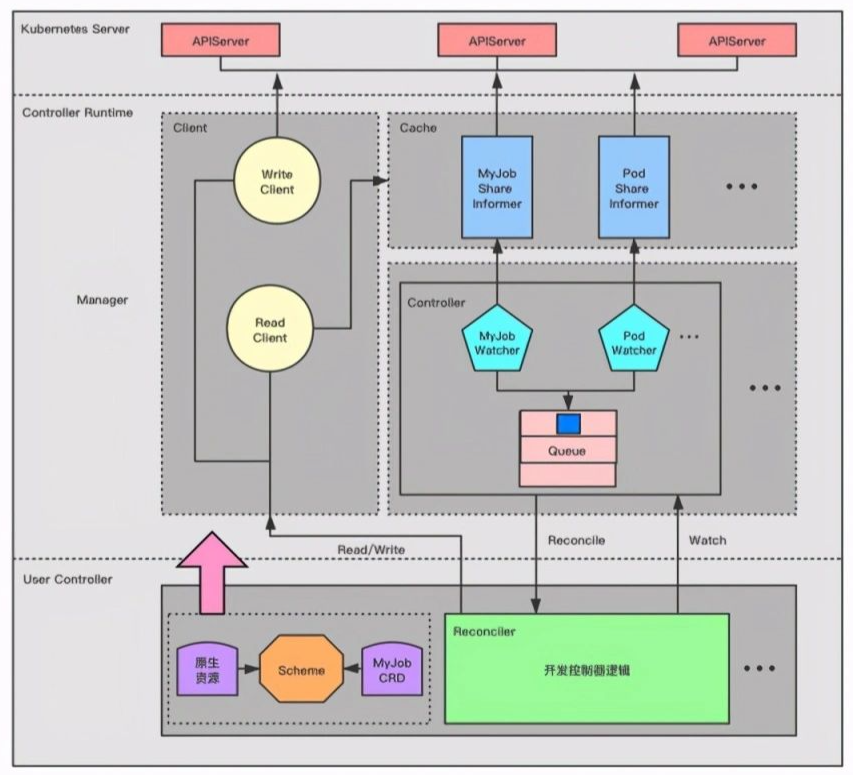 Kubernetes Server
APIServer
APIServer
APIServer
Controller Runtime
Client
Cache
Write
Client
MyJob
Share
Informer
Pod
Share
Informer
...
Manager
Read
Client
Controller
MyJob
Watcher
Pod
Watcher
...
...
Queue
Read/Write
Reconcile
Watch
User Controller
原生
资源
Scheme
MyJob
CRD
Reconciler
开发控制器逻辑
...